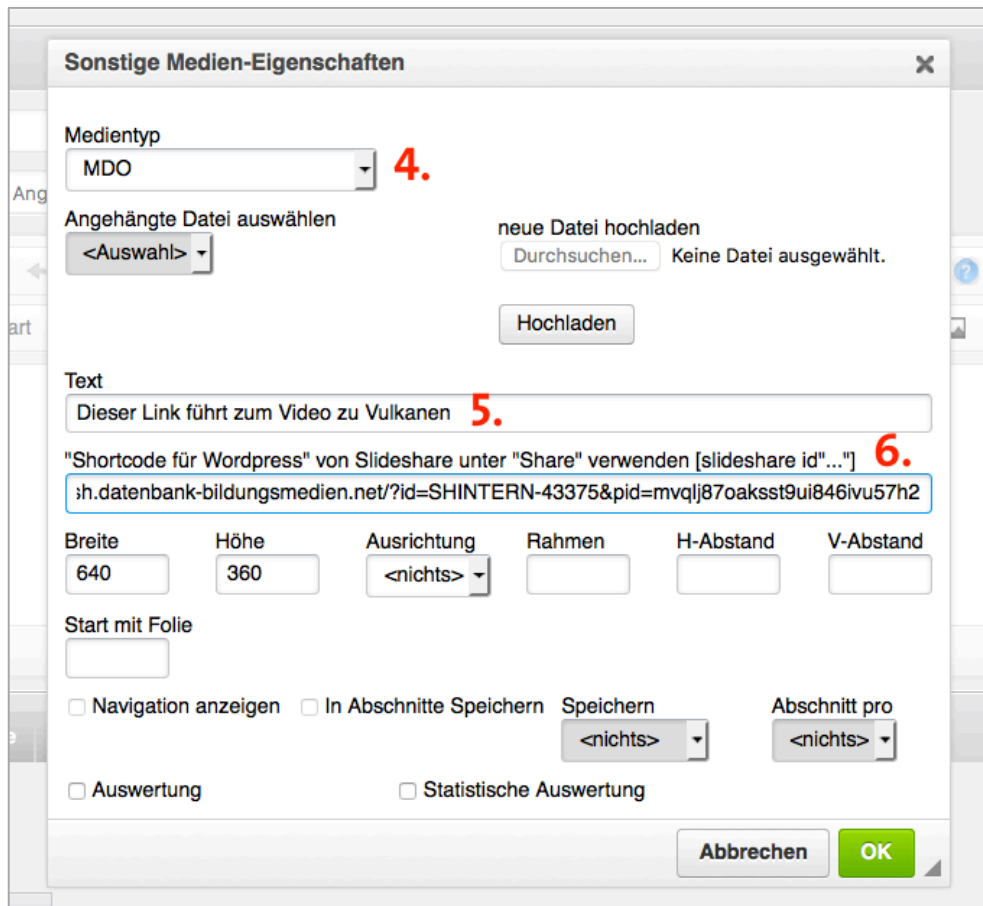 Sonstige Medien-Eigenschaften
Medientyp
MDO
4.
Ang
Angehängte Datei auswählen
neue Datei hochladen
<Auswahl>
Durchsuchen... Keine Datei ausgewählt.
art
Hochladen
Text
Dieser Link führt zum Video zu Vulkanen
5.
"Shortcode für Wordpress" von Slideshare unter "Share" verwenden [slideshare id"..."]
6.
sh.datenbank-bildungsmedien.net/?id=SHINTERN-43375&pid=mvqlj87oaksst9ui846ivu57h2
Breite Höhe Ausrichtung Rahmen H-Abstand V-Abstand
640 360 <nichts>
Start mit Folie
Navigation anzeigen In Abschnitte Speichern Speichern Abschnitt pro
<nichts> <nichts>
Auswertung Statistische Auswertung
Abbrechen OK